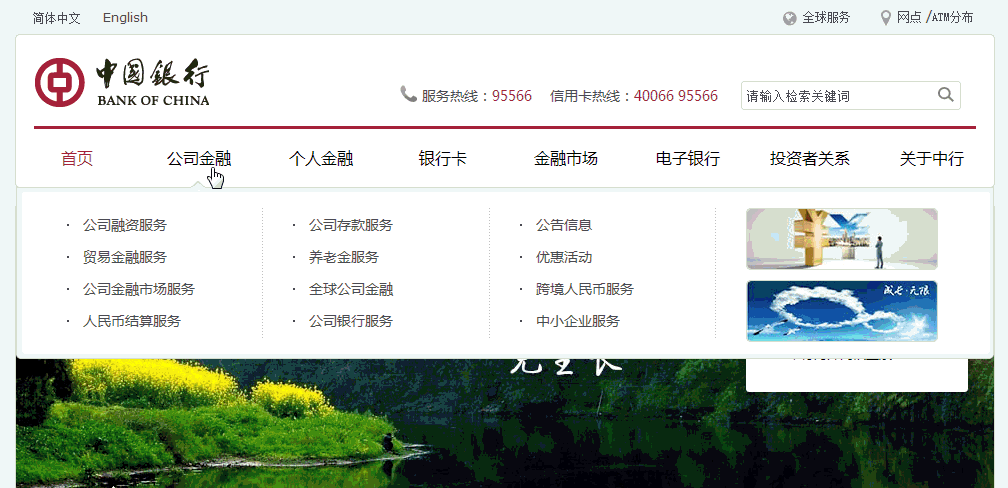 简体中文 English 全球服务 网点 /ATM分布
中国银行
BANK OF CHINA
服务热线：95566 信用卡热线：40066 95566 请输入检索关键词
首页 公司金融 个人金融 银行卡 金融市场 电子银行 投资者关系 关于中行
· 公司融资服务 · 公司存款服务 · 公告信息
· 贸易金融服务 · 养老金服务 · 优惠活动
· 公司金融市场服务 · 全球公司金融 · 跨境人民币服务
· 人民币结算服务 · 公司银行服务 · 中小企业服务